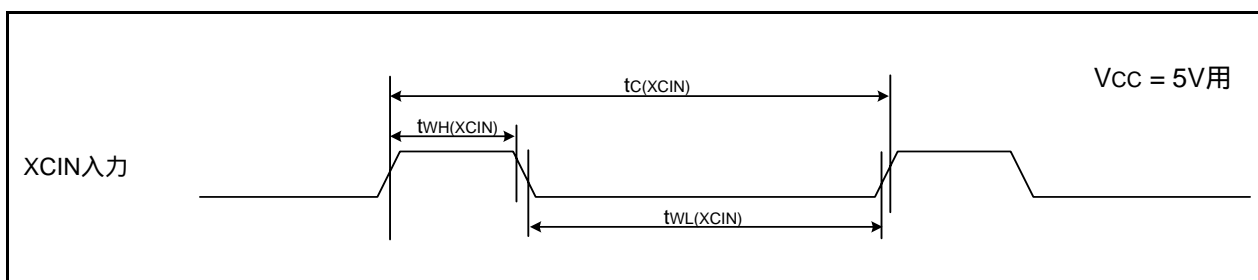 VCC = 5V用
tC(XCIN)
tWH(XCIN)
XCIN入力
tWL(XCIN)